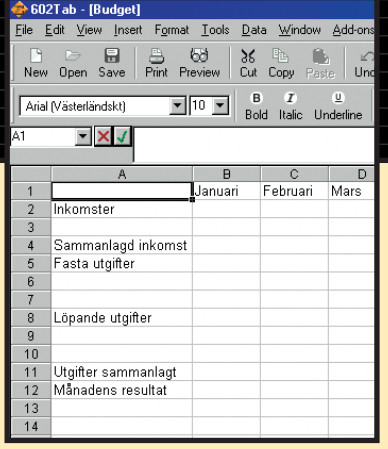 602Tab - [Budget]
File Edit View Insert Format Tools Data Window Add-ons
New Open Save Print Preview Cut Copy Paste
Arial (Västerländskt) 10 B I U
Bold Italic Underline
A1
A B C D
1 Januari Februari Mars
2 Inkomster
3
4 Sammanlagd inkomst
5 Fasta utgifter
6
7
8 Löpande utgifter
9
10
11 Utgifter sammanlagt
12 Månadens resultat
13
14